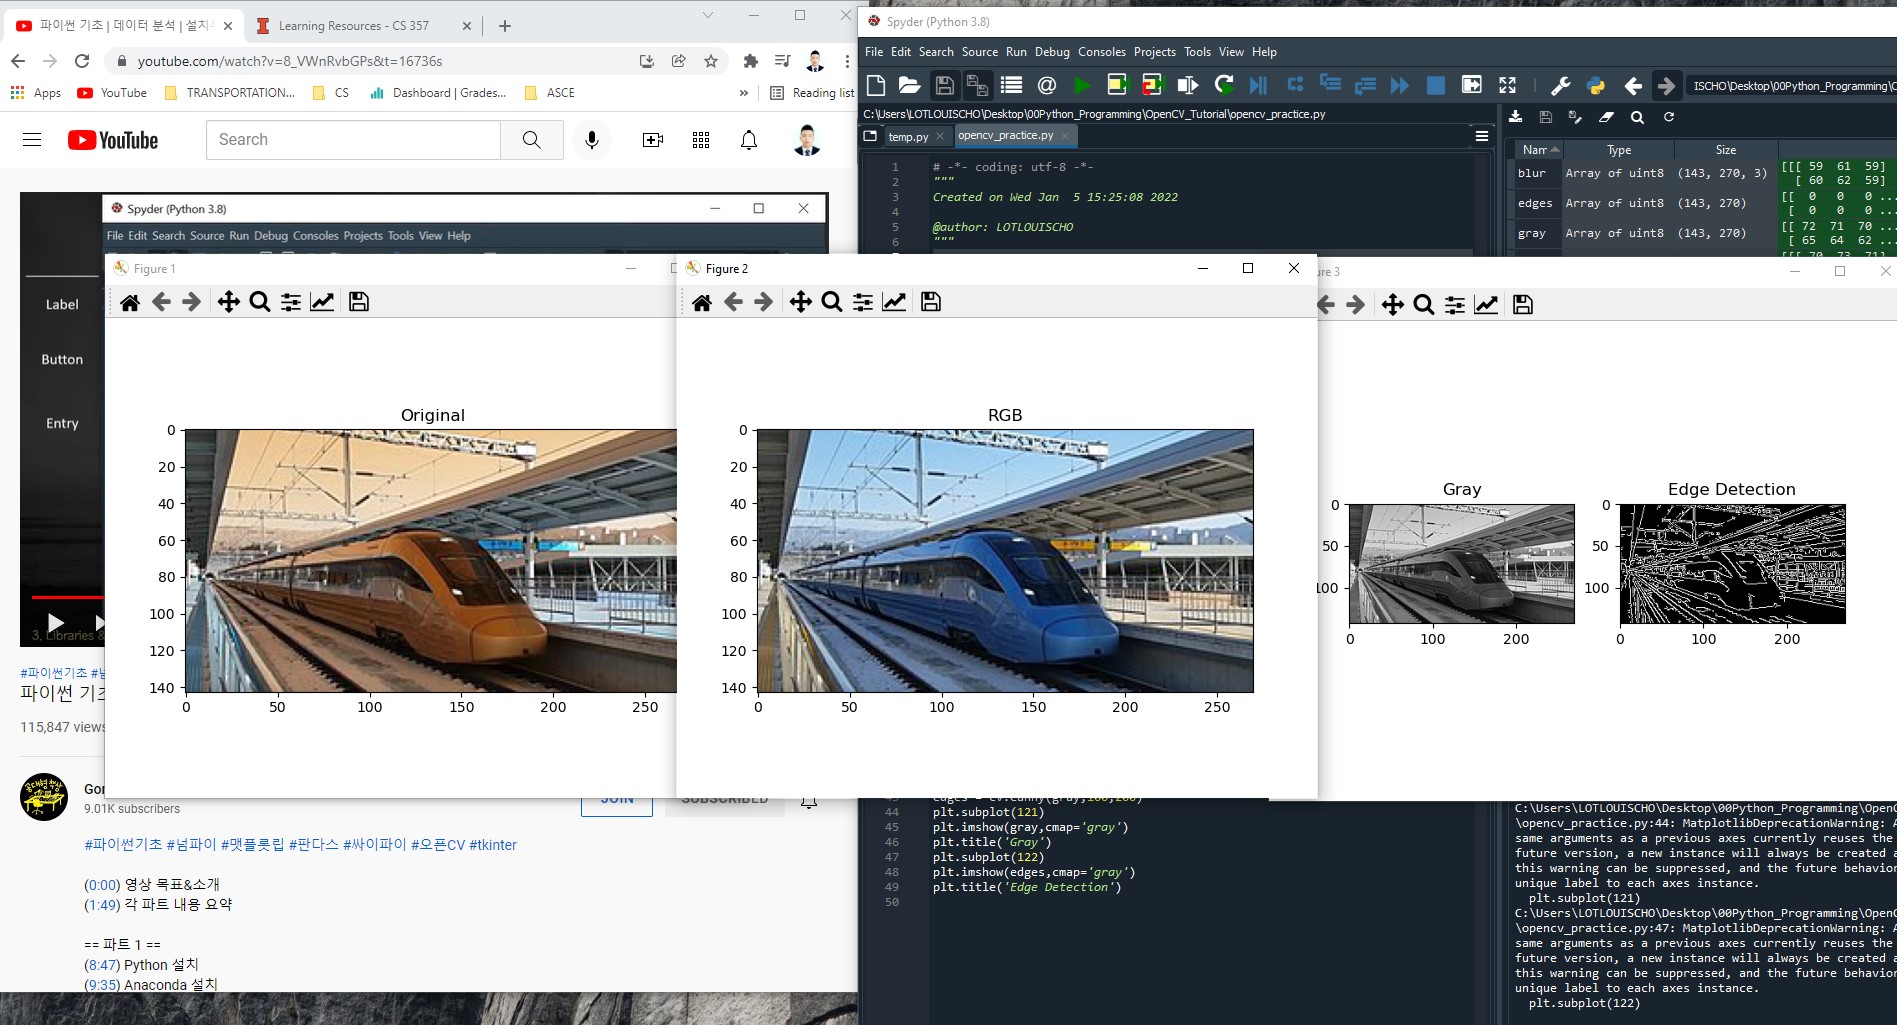 파이썬 기초 | 데이터 분석 | 설치
Learning Resources - CS 357
youtube.com/watch?v=8_VWnRvbGPs&t=16736s
Apps
YouTube
TRANSPORTATION...
CS
Dashboard | Grades...
ASCE
»
Reading list
YouTube
Search
Spyder (Python 3.8)
File Edit Search Source Run Debug Consoles Projects Tools View Help
Label
Button
Entry
3. Libraries &
#파이썬기초
파이썬 기초
115,847 views
9.01K subscribers
JOIN
SUBSCRIBED
#파이썬기초 #넘파이 #맷플롯립 #판다스 #싸이파이 #오픈CV #tkinter
(0:00) 영상 목표&소개
(1:49) 각 파트 내용 요약
== 파트 1 ==
(8:47) Python 설치
(9:35) Anaconda 설치
Figure 1
Original
0
20
40
60
80
100
120
140
0 50 100 150 200 250
Figure 2
RGB
0
20
40
60
80
100
120
140
0 50 100 150 200 250
Gray
0
50
100
0 100 200
Edge Detection
0
50
100
0 100 200
Spyder (Python 3.8)
File Edit Search Source Run Debug Consoles Projects Tools View Help
ISCHO\Desktop\00Python_Programming\
C:\Users\LOTLOUISCHO\Desktop\00Python_Programming\OpenCV_Tutorial\opencv_practice.py
temp.py
opencv_practice.py
1 # -*- coding: utf-8 -*-
2 """
3 Created on Wed Jan  5 15:25:08 2022
4
5 @author: LOTLOUISCHO
6 """
edges = cv.Canny(gray,100,200)
44 plt.subplot(121)
45 plt.imshow(gray,cmap='gray')
46 plt.title('Gray')
47 plt.subplot(122)
48 plt.imshow(edges,cmap='gray')
49 plt.title('Edge Detection')
50
Type Size
blur Array of uint8 (143, 270, 3) [[[ 59 61 59]
[ 60 62 59]
edges Array of uint8 (143, 270) [[ 0 0 0 ...
[ 0 0 0 ...
gray Array of uint8 (143, 270) [[ 72 71 70 ...
[ 65 64 62 ...
C:\Users\LOTLOUISCHO\Desktop\00Python_Programming\OpenC
\opencv_practice.py:44: MatplotlibDeprecationWarning: A
same arguments as a previous axes currently reuses the
future version, a new instance will always be created a
this warning can be suppressed, and the future behavior
unique label to each axes instance.
plt.subplot(121)
C:\Users\LOTLOUISCHO\Desktop\00Python_Programming\OpenC
\opencv_practice.py:47: MatplotlibDeprecationWarning: A
same arguments as a previous axes currently reuses the
future version, a new instance will always be created a
this warning can be suppressed, and the future behavior
unique label to each axes instance.
plt.subplot(122)